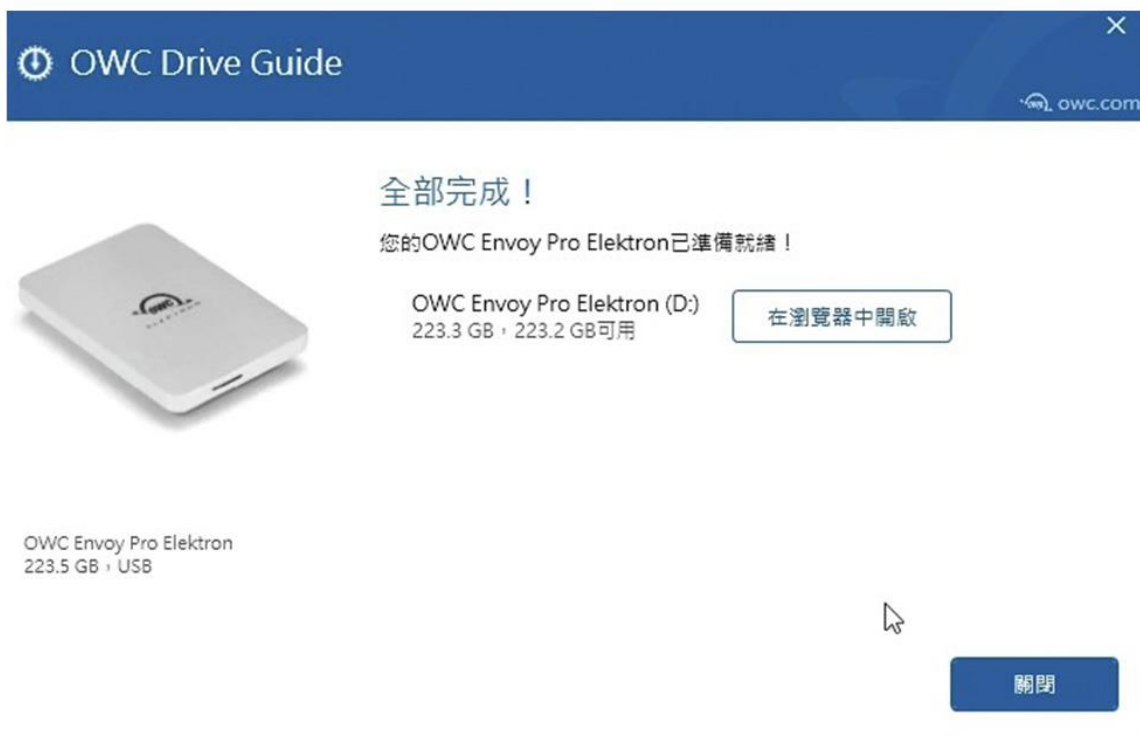 OWC Drive Guide
OWC owc.com
全部完成！
您的OWC Envoy Pro Elektron已準備就緒！
OWC Envoy Pro Elektron (D:)
223.3 GB，223.2 GB可用
在瀏覽器中開啟
OWC
ELEKTRON
OWC Envoy Pro Elektron
223.5 GB，USB
關閉